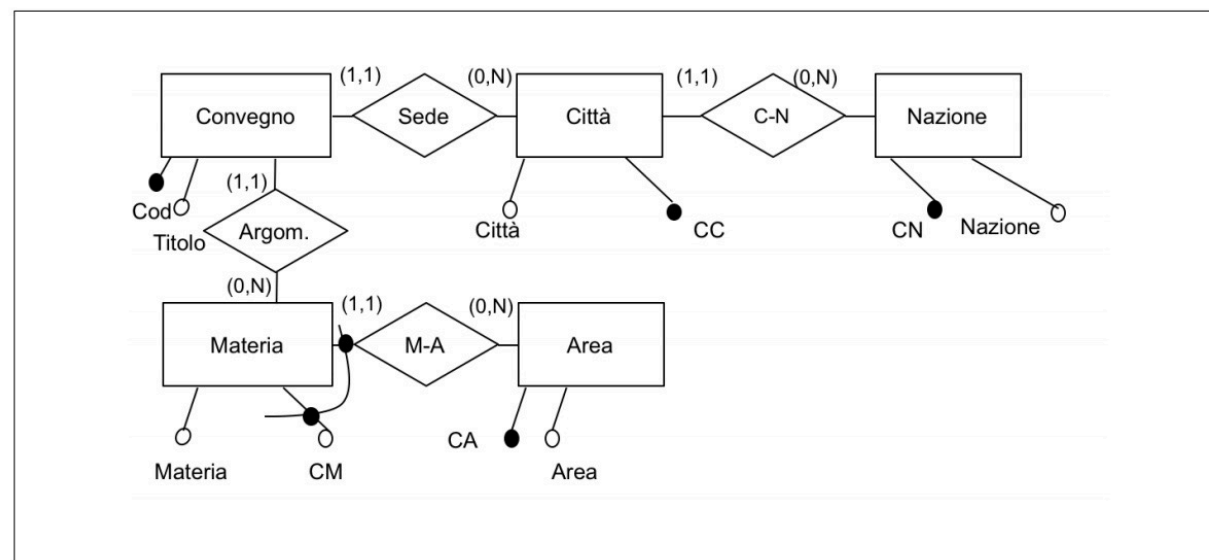 (1,1) (0,N) (1,1) (0,N)
Convegno Sede Città C-N Nazione
(1,1)
Cod
Titolo Argom. Città CC CN Nazione
(0,N) (1,1) (0,N)
Materia M-A Area
CA
Materia CM Area